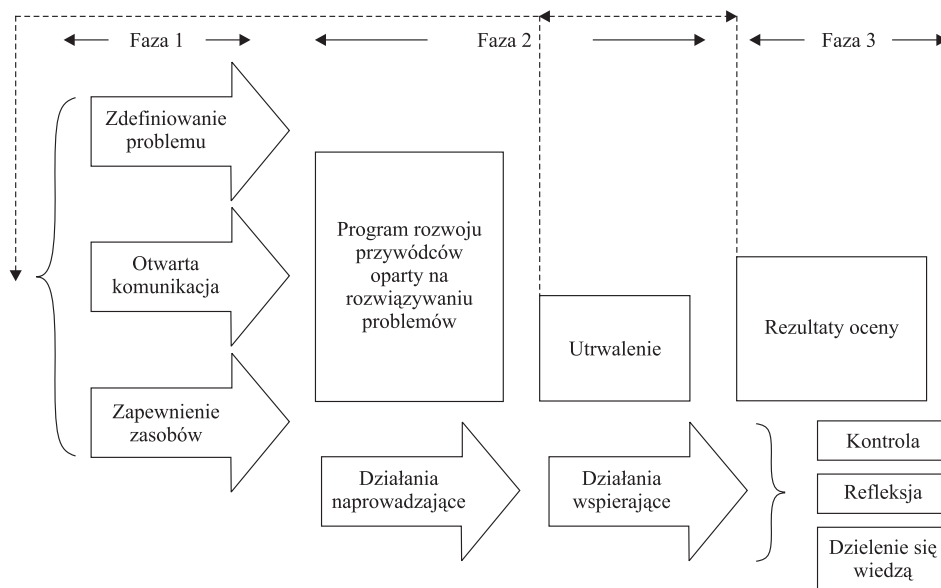 Faza 1
Faza 2
Faza 3
Zdefiniowanie
problemu
Otwarta
komunikacja
Zapewnienie
zasobów
Program rozwoju
przywódców
oparty na
rozwiązywaniu
problemów
Utrwalenie
Rezultaty oceny
Działania
naprowadzające
Działania
wspierające
Kontrola
Refleksja
Dzielenie się
wiedzą